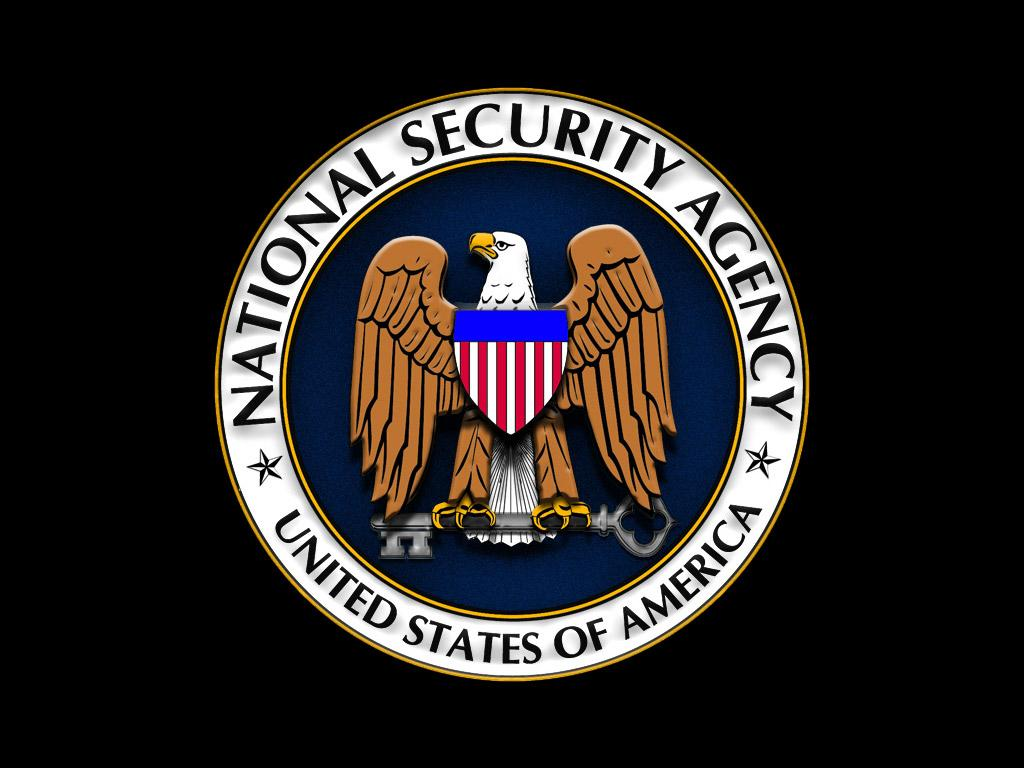 NATIONAL SECURITY AGENCY
UNITED STATES OF AMERICA